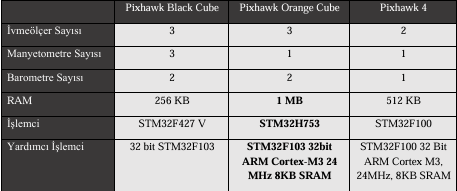 Pixhawk Black Cube Pixhawk Orange Cube Pixhawk 4
İvmeölçer Sayısı 3 3 2
Manyetometre Sayısı 3 1 1
Barometre Sayısı 2 2 1
RAM 256 KB 1 MB 512 KB
İşlemci STM32F427 V STM32H753 STM32F100
Yardımcı İşlemci 32 bit STM32F103 STM32F103 32bit STM32F100 32 Bit
ARM Cortex-M3 24 ARM Cortex M3,
MHz 8KB SRAM 24MHz, 8KB SRAM